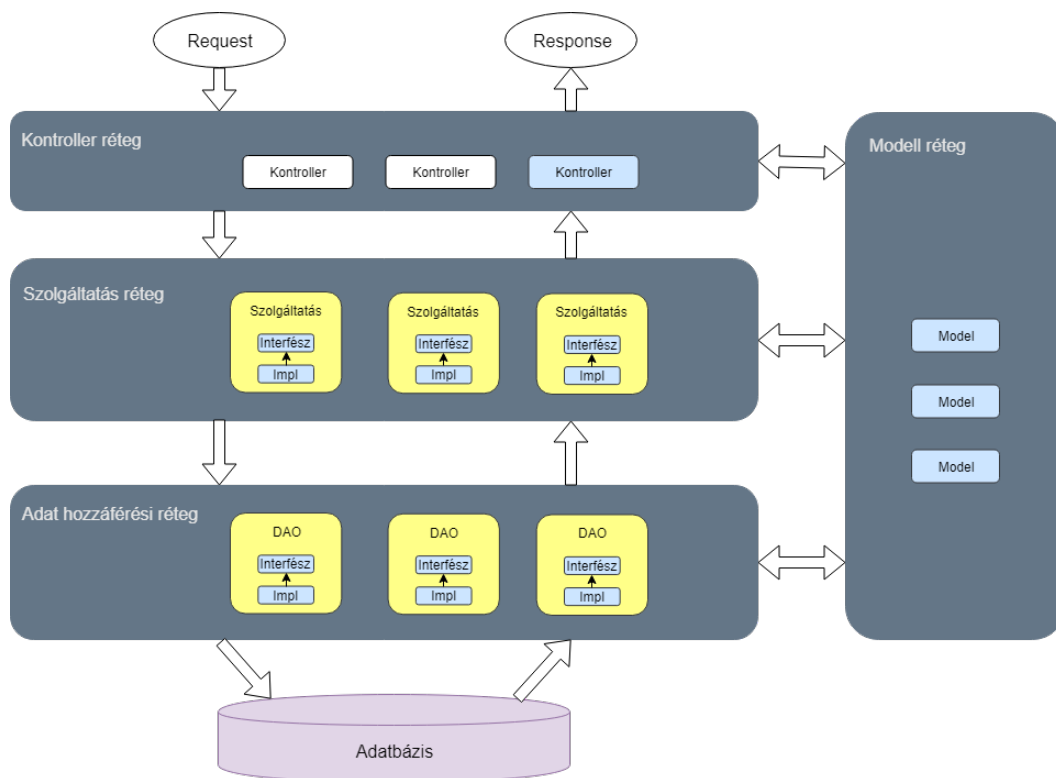 Request
Response
Kontroller réteg
Kontroller
Kontroller
Kontroller
Modell réteg
Szolgáltatás réteg
Szolgáltatás
Interfész
Impl
Szolgáltatás
Interfész
Impl
Szolgáltatás
Interfész
Impl
Model
Model
Model
Adat hozzáférési réteg
DAO
Interfész
Impl
DAO
Interfész
Impl
DAO
Interfész
Impl
Adatbázis